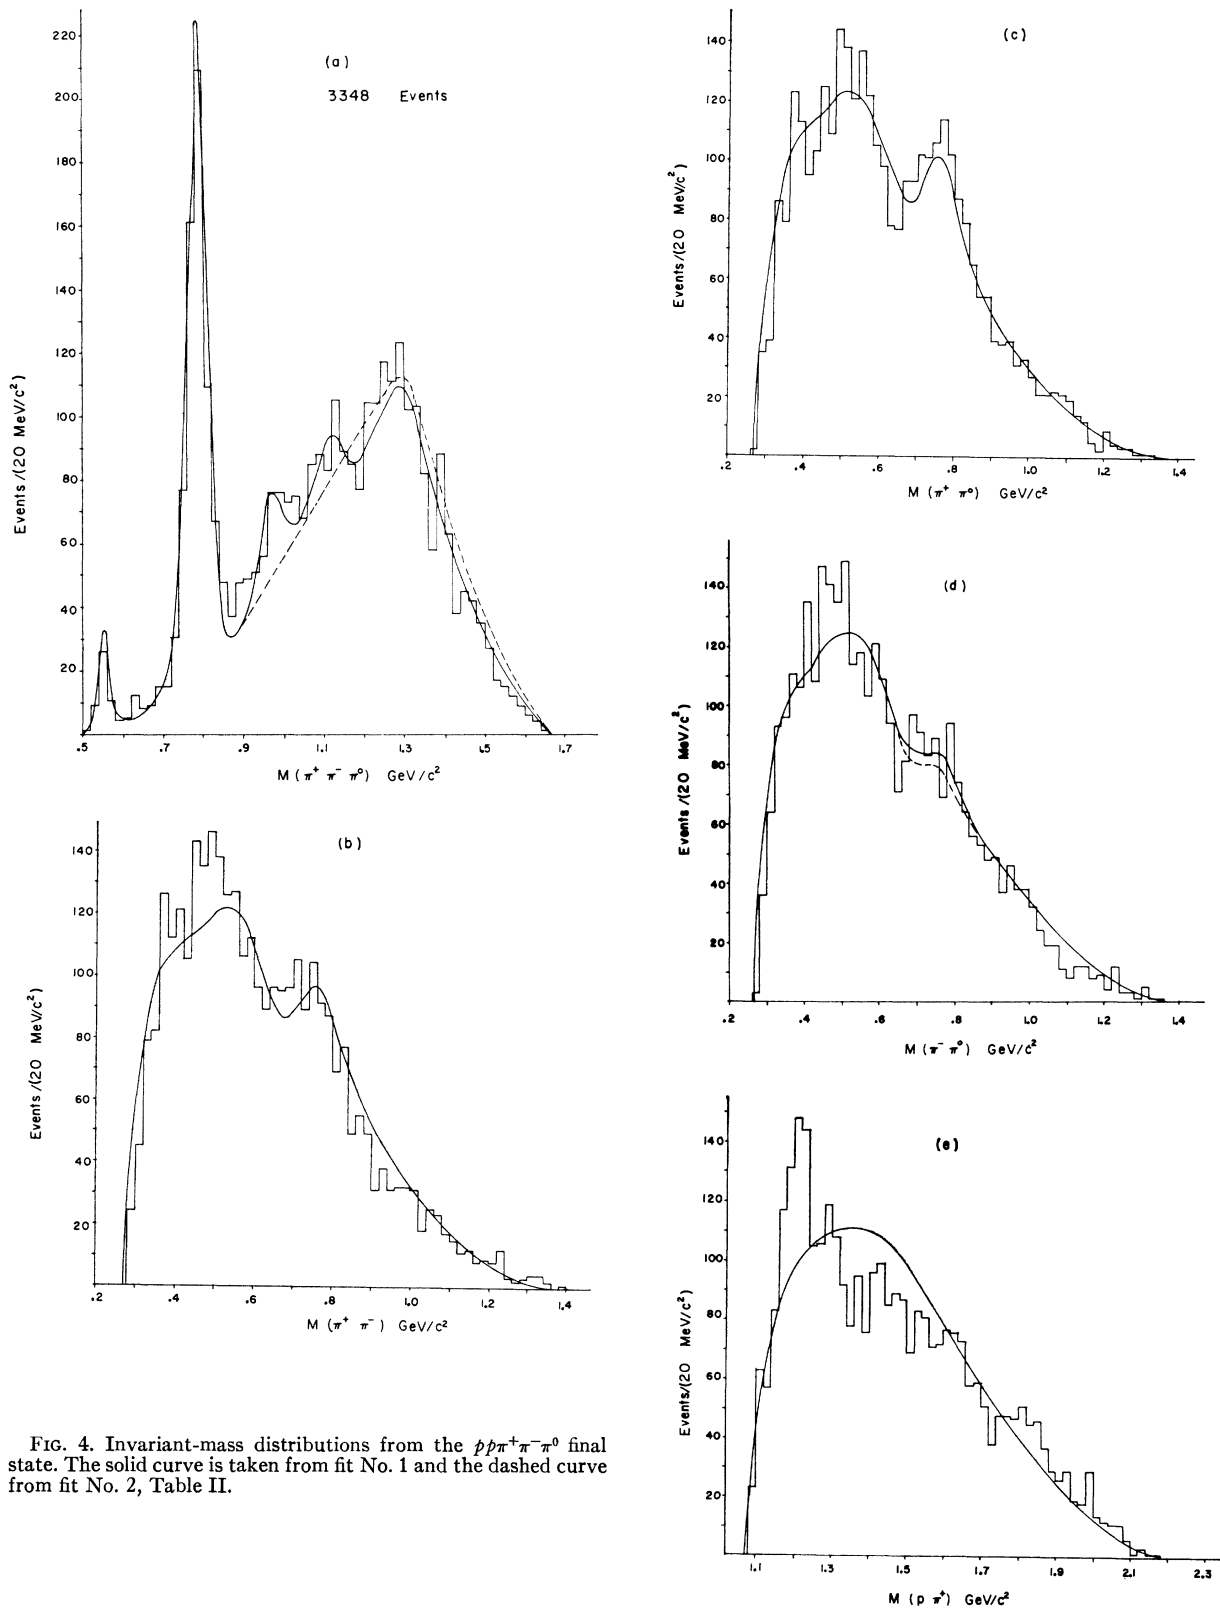 (a)
3348 Events
220
200
180
160
140
120
100
80
60
40
20
Events/(20 MeV/c²)
.5 .7 .9 1.1 1.3 1.5 1.7
M (π⁺ π⁻ π⁰) GeV/c²
(b)
140
120
100
80
60
40
20
Events/(20 MeV/c²)
.2 .4 .6 .8 1.0 1.2 1.4
M (π⁺ π⁻) GeV/c²
FIG. 4. Invariant-mass distributions from the ppπ⁺π⁻π⁰ final
state. The solid curve is taken from fit No. 1 and the dashed curve
from fit No. 2, Table II.
(c)
140
120
100
80
60
40
20
Events/(20 MeV/c²)
.2 .4 .6 .8 1.0 1.2 1.4
M (π⁺ π⁰) GeV/c²
(d)
140
120
100
80
60
40
20
Events/(20 MeV/c²)
.2 .4 .6 .8 1.0 1.2 1.4
M (π⁻ π⁰) GeV/c²
(e)
140
120
100
80
60
40
20
Events/(20 MeV/c²)
1.1 1.3 1.5 1.7 1.9 2.1 2.3
M (p π⁺) GeV/c²